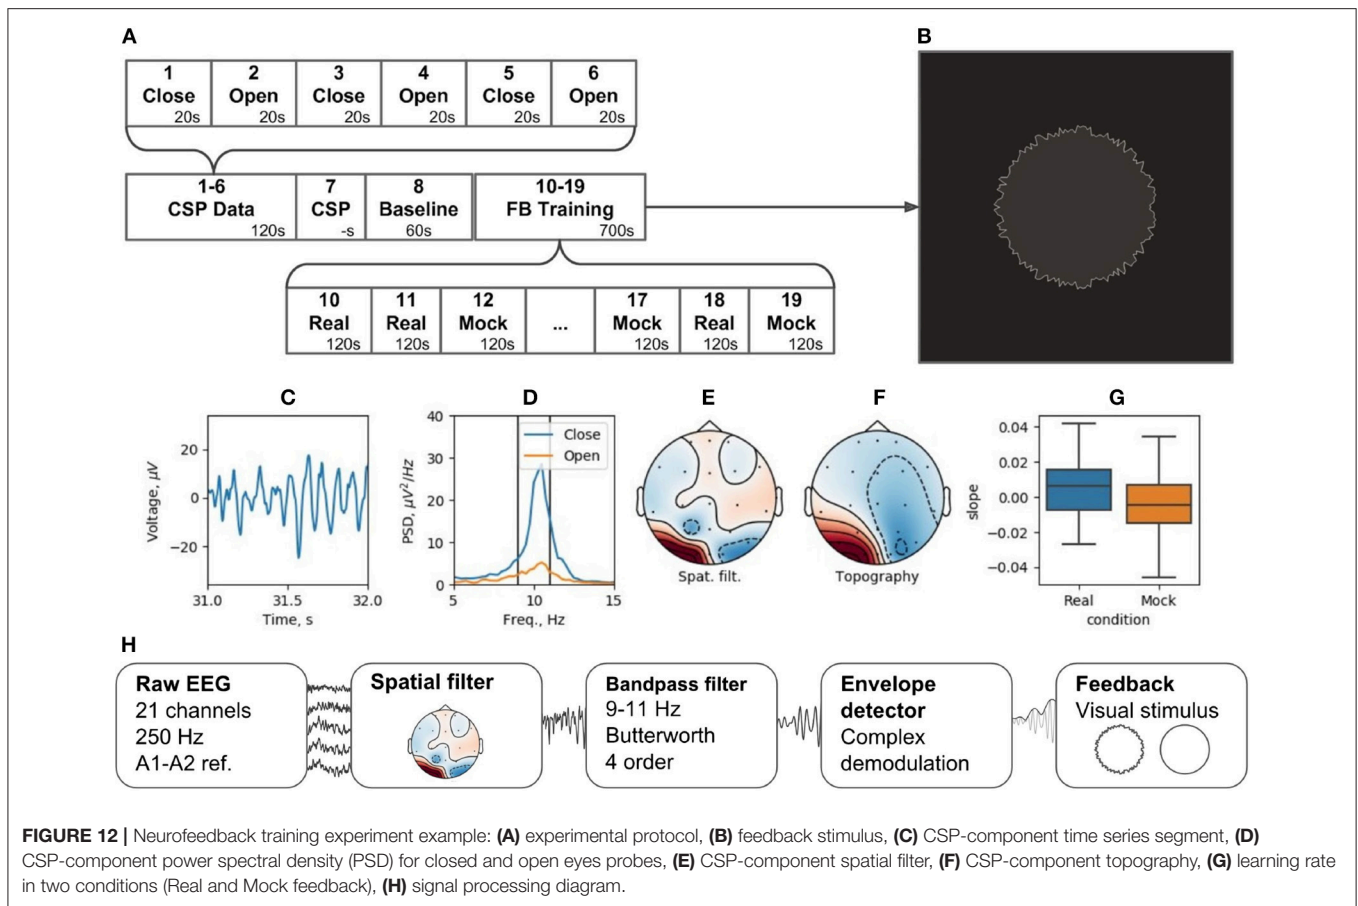 A
B
1 2 3 4 5 6
Close Open Close Open Close Open
20s 20s 20s 20s 20s 20s
1-6 7 8 10-19
CSP Data CSP Baseline FB Training
120s -s 60s 700s
10 11 12 17 18 19
Real Real Mock ... Mock Real Mock
120s 120s 120s 120s 120s 120s
C
Voltage, μV
20
0
−20
31.0 31.5 32.0
Time, s
D
PSD, μV²/Hz
40
30
20
10
0
Close
Open
5 10 15
Freq., Hz
E
Spat. filt.
F
Topography
G
slope
0.04
0.02
0.00
−0.02
−0.04
Real Mock
condition
H
Raw EEG
21 channels
250 Hz
A1-A2 ref.
Spatial filter
Bandpass filter
9-11 Hz
Butterworth
4 order
Envelope
detector
Complex
demodulation
Feedback
Visual stimulus
FIGURE 12 | Neurofeedback training experiment example: (A) experimental protocol, (B) feedback stimulus, (C) CSP-component time series segment, (D)
CSP-component power spectral density (PSD) for closed and open eyes probes, (E) CSP-component spatial filter, (F) CSP-component topography, (G) learning rate
in two conditions (Real and Mock feedback), (H) signal processing diagram.